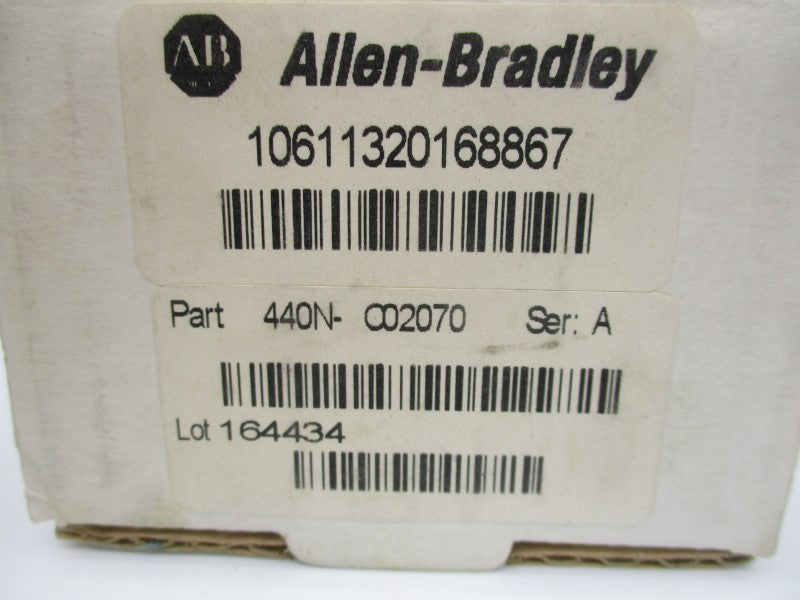 AB Allen-Bradley
10611320168867
Part 440N- C02070 Ser: A
Lot 164434